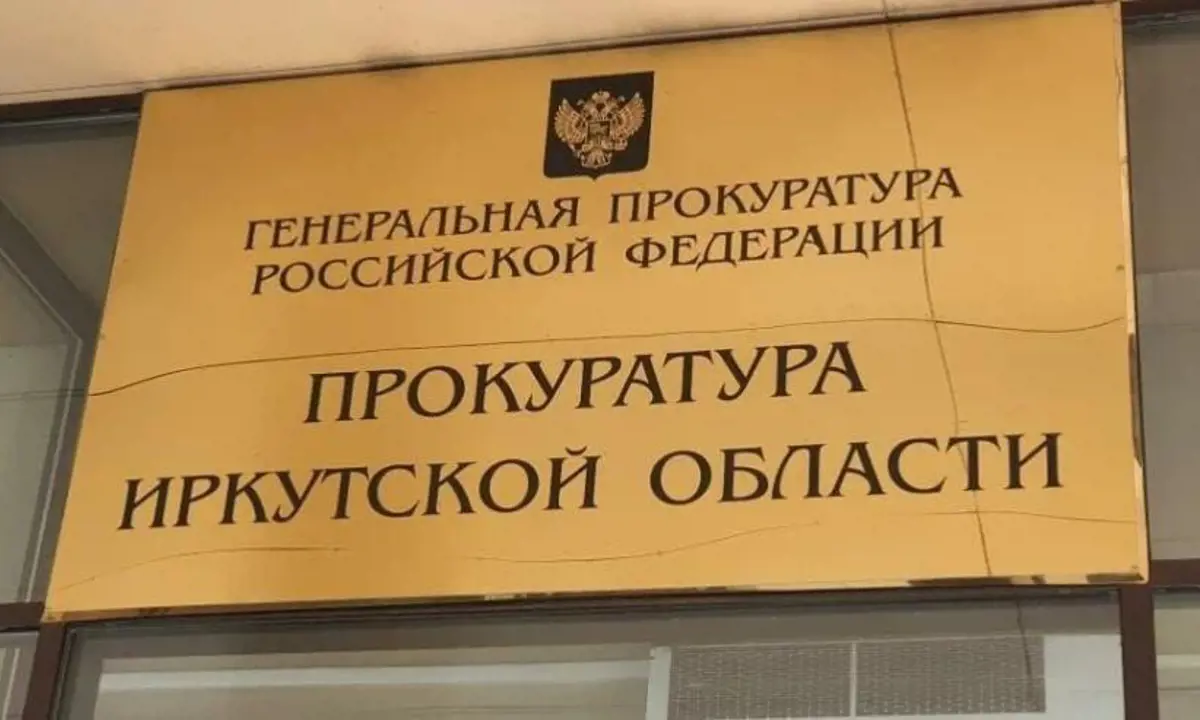 ГЕНЕРАЛЬНАЯ ПРОКУРАТУРА
РОССИЙСКОЙ ФЕДЕРАЦИИ
ПРОКУРАТУРА
ИРКУТСКОЙ ОБЛАСТИ